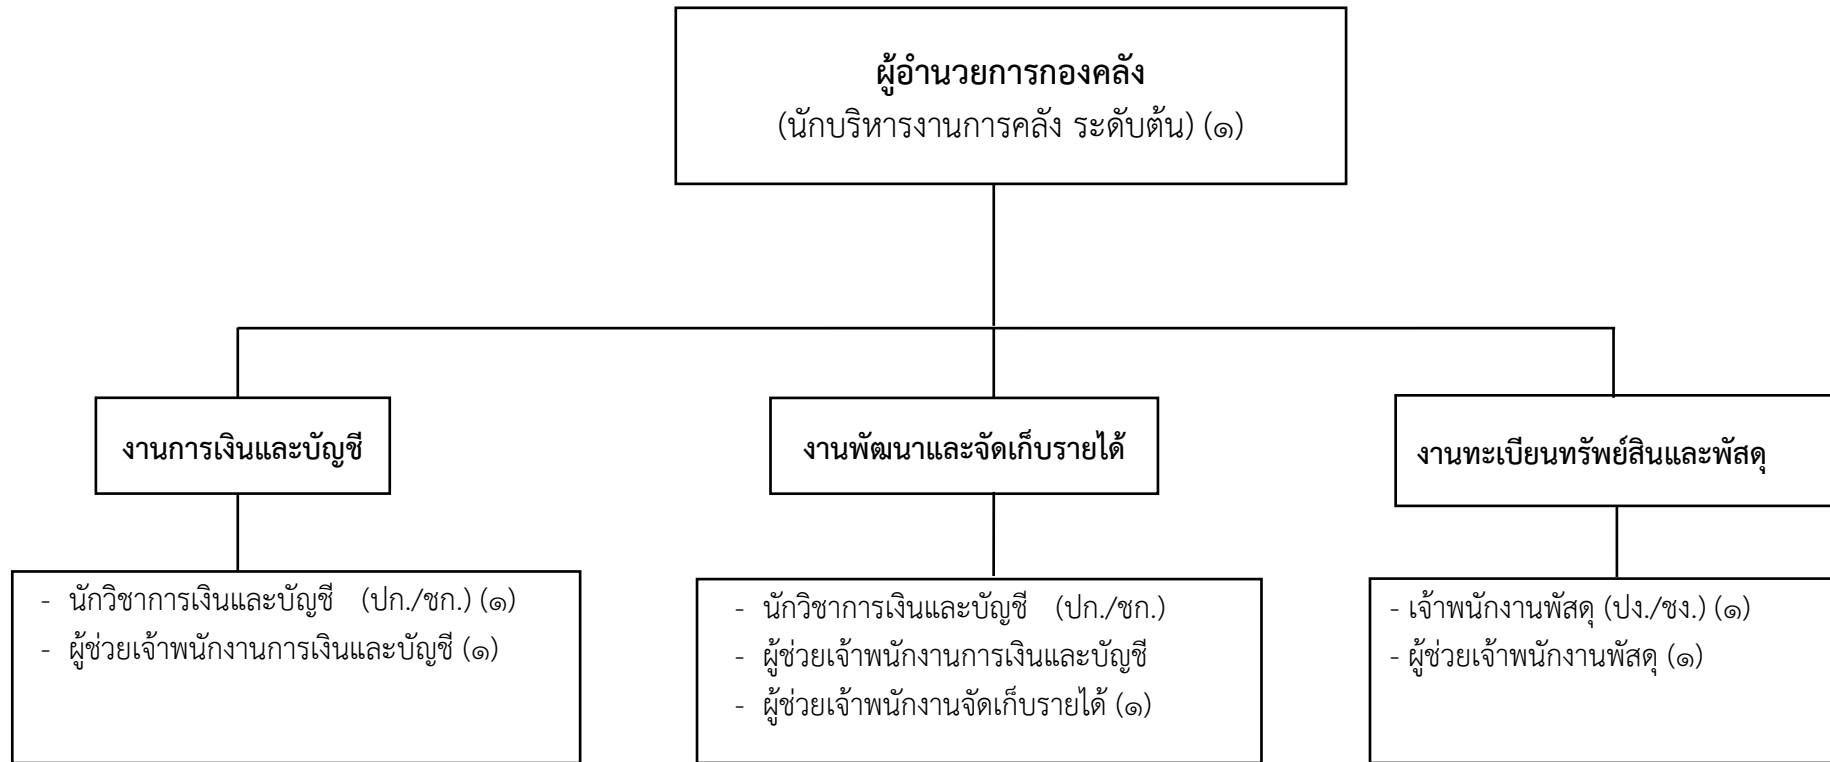 ผู้อำนวยการกองคลัง
(นักบริหารงานการคลัง ระดับต้น) (๑)
งานการเงินและบัญชี
งานพัฒนาและจัดเก็บรายได้
งานทะเบียนทรัพย์สินและพัสดุ
- นักวิชาการเงินและบัญชี (ปก./ชก.) (๑)
- ผู้ช่วยเจ้าพนักงานการเงินและบัญชี (๑)
- นักวิชาการเงินและบัญชี (ปก./ชก.)
- ผู้ช่วยเจ้าพนักงานการเงินและบัญชี
- ผู้ช่วยเจ้าพนักงานจัดเก็บรายได้ (๑)
- เจ้าพนักงานพัสดุ (ปง./ชง.) (๑)
- ผู้ช่วยเจ้าพนักงานพัสดุ (๑)